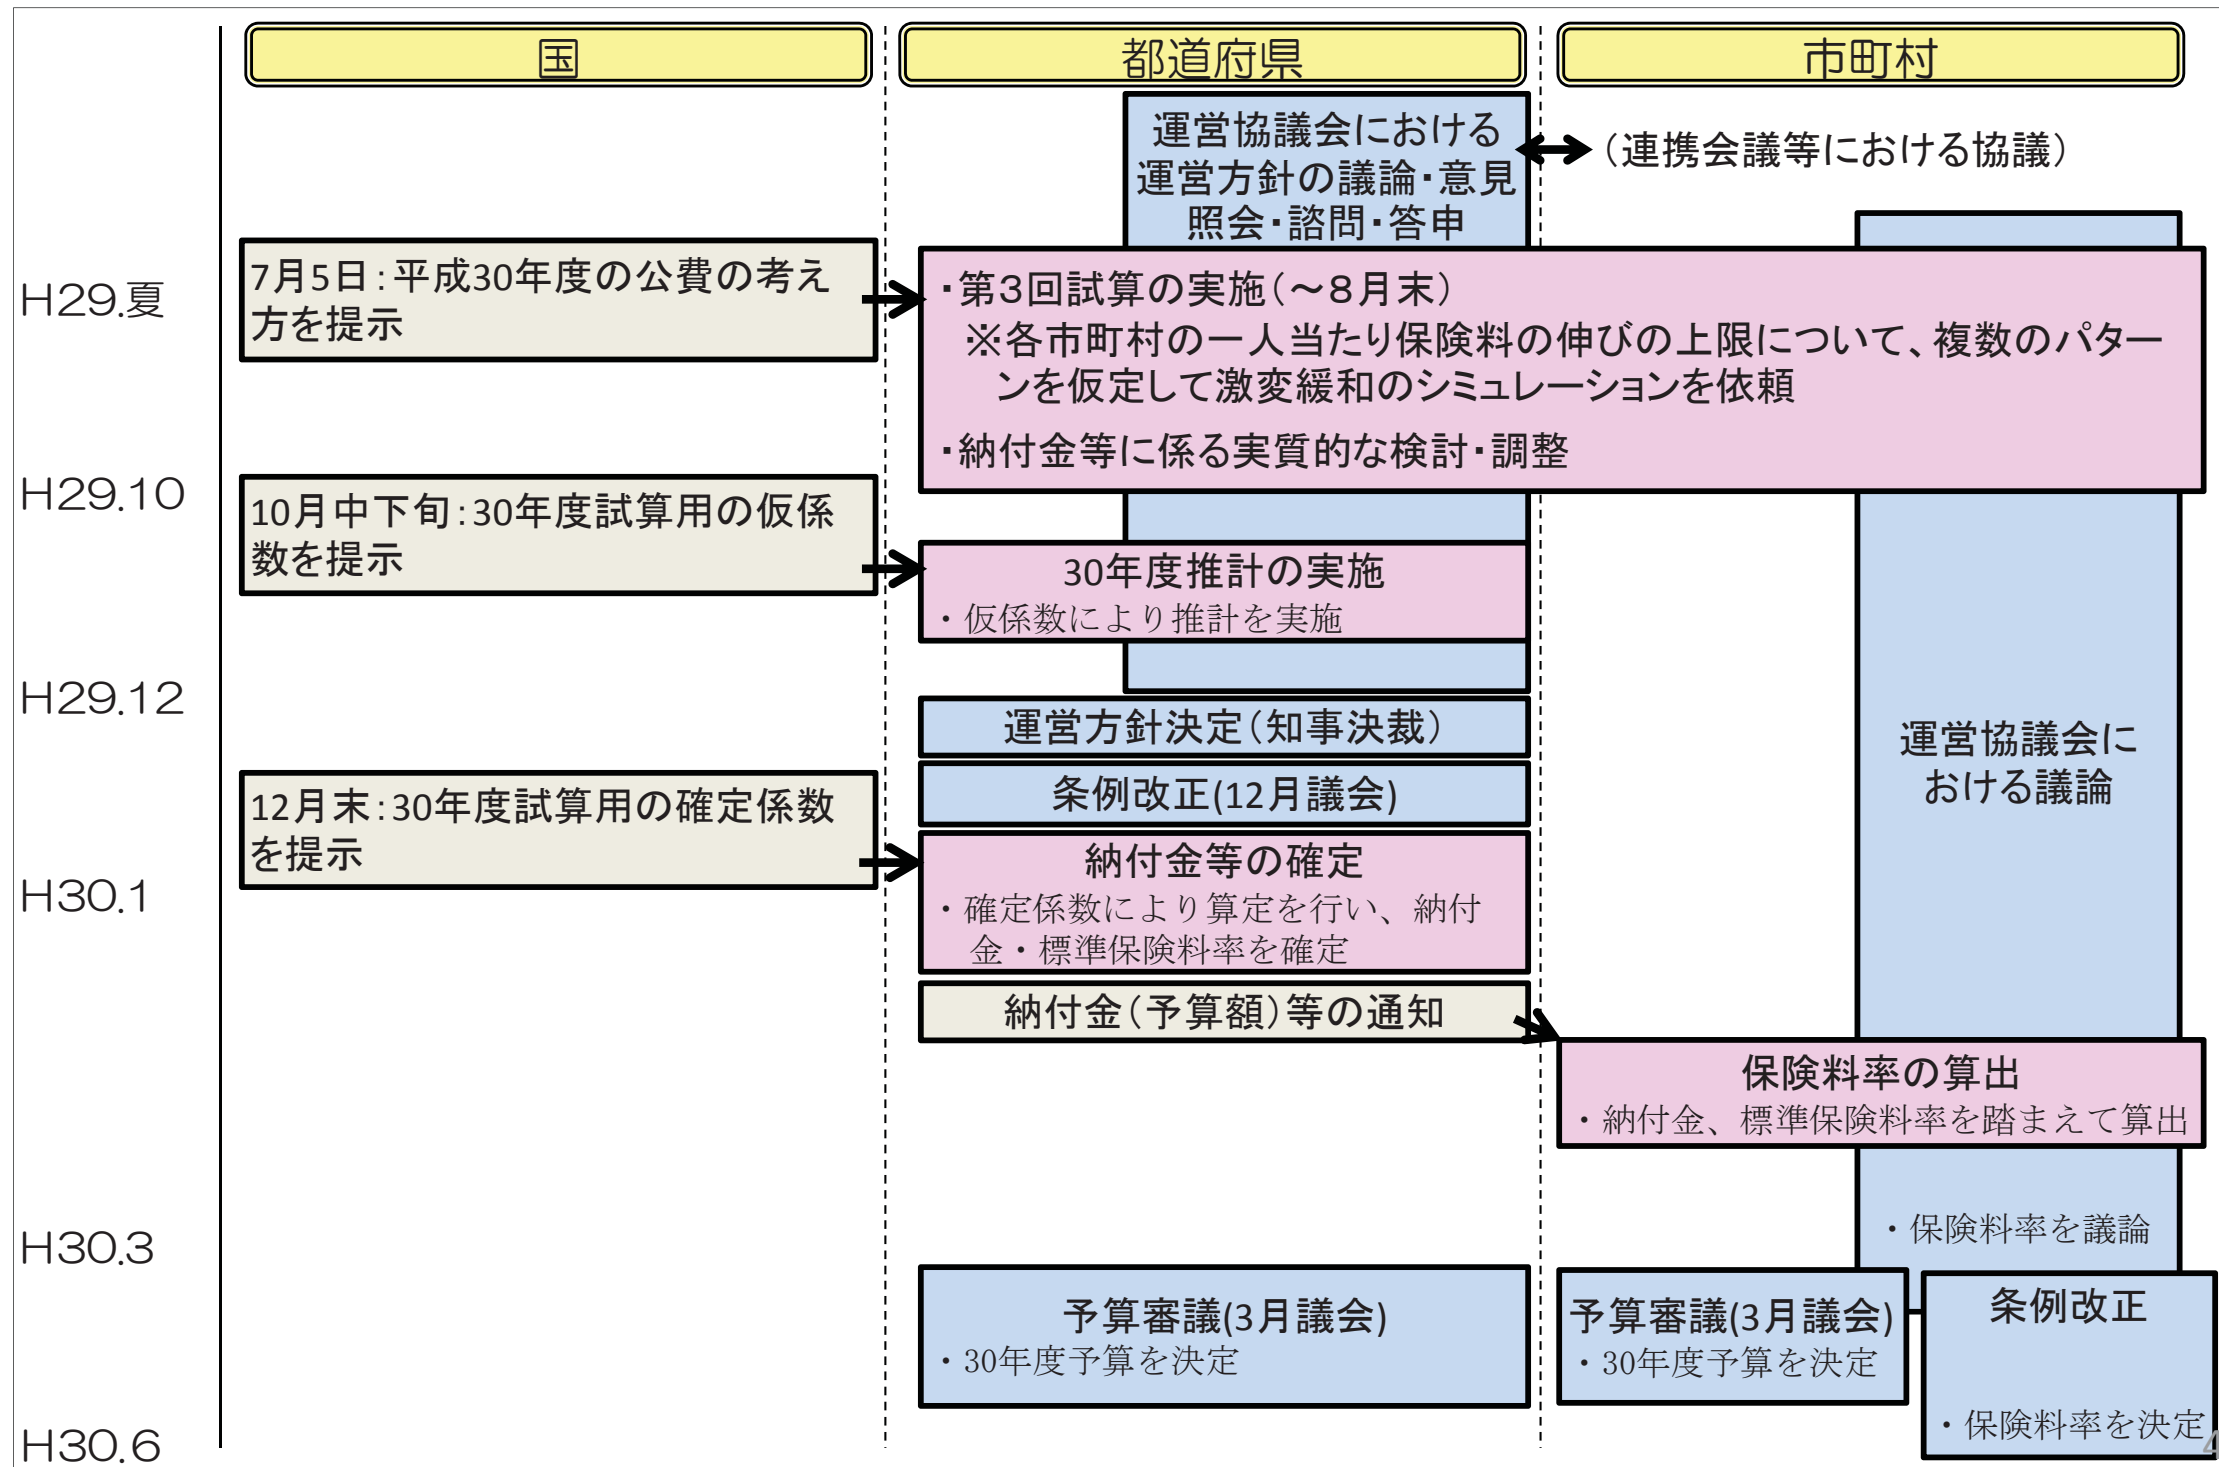 国
都道府県
市町村
運営協議会における
運営方針の議論・意見
照会・諮問・答申
（連携会議等における協議）
H29.夏
7月5日：平成30年度の公費の考え
方を提示
・第３回試算の実施（～８月末）
※各市町村の一人当たり保険料の伸びの上限について、複数のパター
ンを仮定して激変緩和のシミュレーションを依頼
・納付金等に係る実質的な検討・調整
H29.10
10月中下旬：30年度試算用の仮係
数を提示
30年度推計の実施
・仮係数により推計を実施
H29.12
運営方針決定（知事決裁）
運営協議会に
おける議論
条例改正(12月議会)
12月末：30年度試算用の確定係数
を提示
H30.1
納付金等の確定
・確定係数により算定を行い、納付
金・標準保険料率を確定
納付金（予算額）等の通知
保険料率の算出
・納付金、標準保険料率を踏まえて算出
・保険料率を議論
H30.3
予算審議(3月議会)
・30年度予算を決定
予算審議(3月議会)
・30年度予算を決定
条例改正
・保険料率を決定
H30.6
4